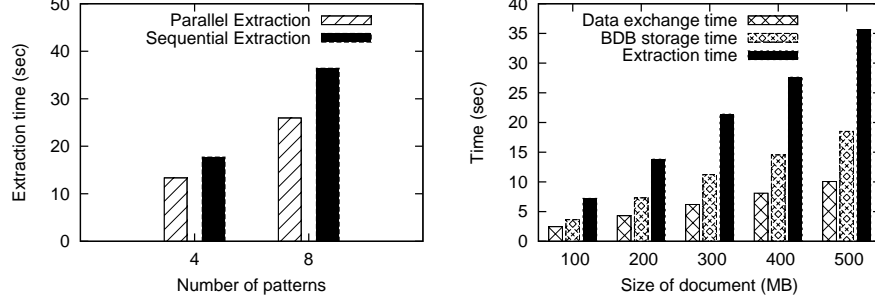 Parallel Extraction
Sequential Extraction
Extraction time (sec)
50
40
30
20
10
0
4
8
Number of patterns
Data exchange time
BDB storage time
Extraction time
Time (sec)
40
35
30
25
20
15
10
5
0
100
200
300
400
500
Size of document (MB)